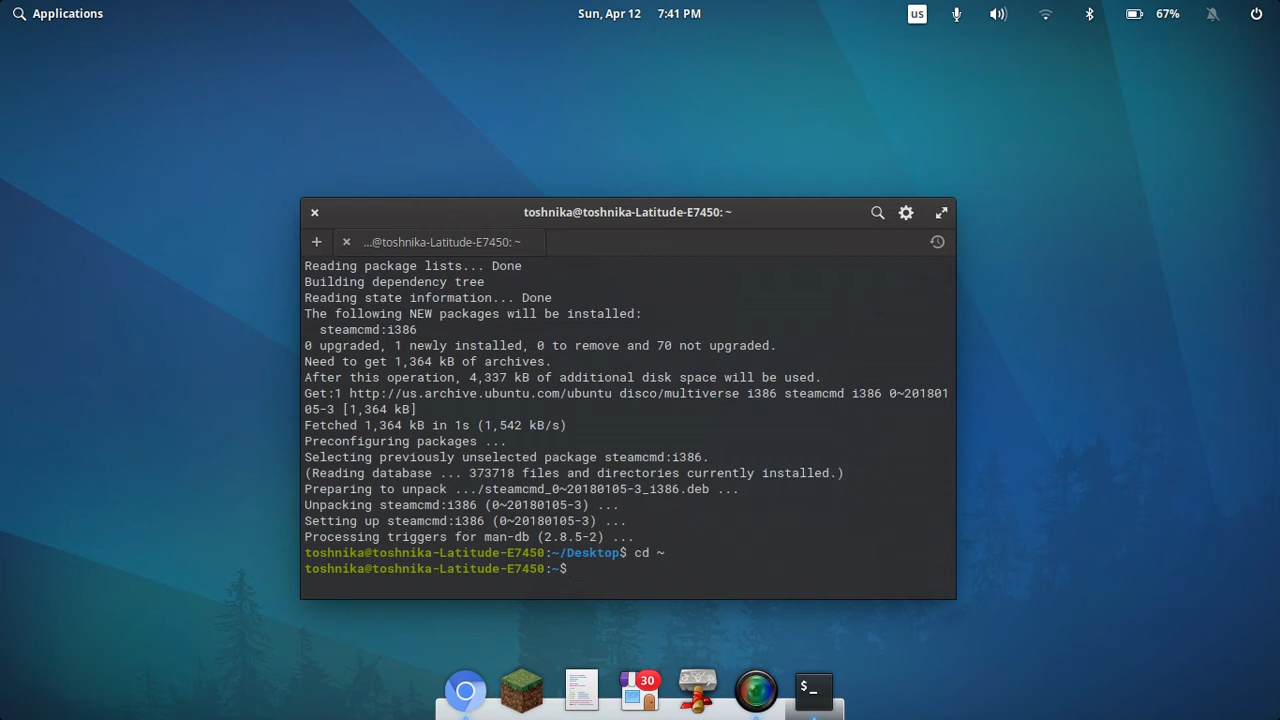 Applications
Sun, Apr 12 7:41 PM
us
67%
toshnika@toshnika-Latitude-E7450: ~
...@toshnika-Latitude-E7450: ~
Reading package lists... Done
Building dependency tree
Reading state information... Done
The following NEW packages will be installed:
steamcmd:i386
0 upgraded, 1 newly installed, 0 to remove and 70 not upgraded.
Need to get 1,364 kB of archives.
After this operation, 4,337 kB of additional disk space will be used.
Get:1 http://us.archive.ubuntu.com/ubuntu disco/multiverse i386 steamcmd i386 0~201801
05-3 [1,364 kB]
Fetched 1,364 kB in 1s (1,542 kB/s)
Preconfiguring packages ...
Selecting previously unselected package steamcmd:i386.
(Reading database ... 373718 files and directories currently installed.)
Preparing to unpack .../steamcmd_0~20180105-3_i386.deb ...
Unpacking steamcmd:i386 (0~20180105-3) ...
Setting up steamcmd:i386 (0~20180105-3) ...
Processing triggers for man-db (2.8.5-2) ...
toshnika@toshnika-Latitude-E7450:~/Desktop$ cd ~
toshnika@toshnika-Latitude-E7450:~$
30
$_